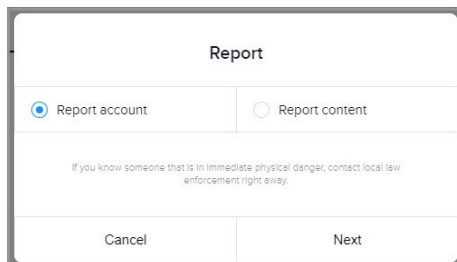 Report
Report account
Report content
If you know someone that is in immediate physical danger, contact local law
enforcement right away.
Cancel
Next